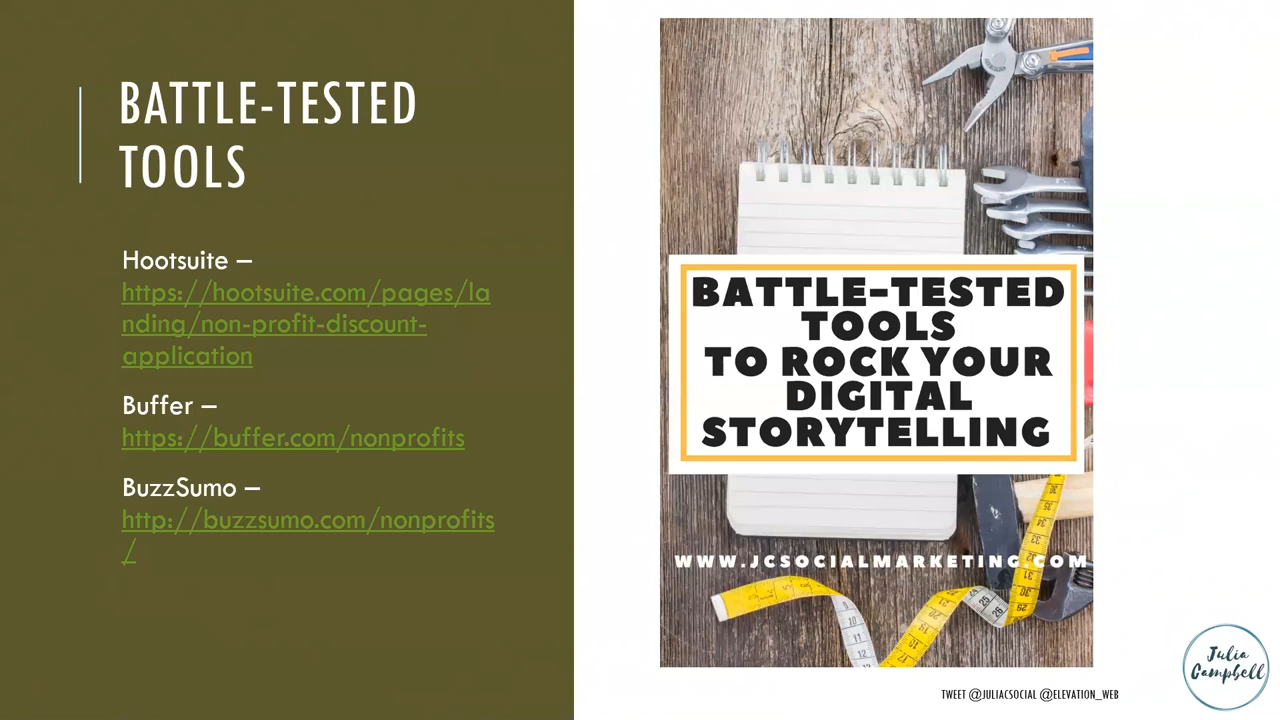 BATTLE-TESTED
TOOLS
Hootsuite –
https://hootsuite.com/pages/la
nding/non-profit-discount-
application
Buffer –
https://buffer.com/nonprofits
BuzzSumo –
http://buzzsumo.com/nonprofits
/
BATTLE-TESTED
TOOLS
TO ROCK YOUR
DIGITAL
STORYTELLING
WWW.JCSOCIALMARKETING.COM
TWEET @JULIACSOCIAL @ELEVATION_WEB
Julia
Campbell